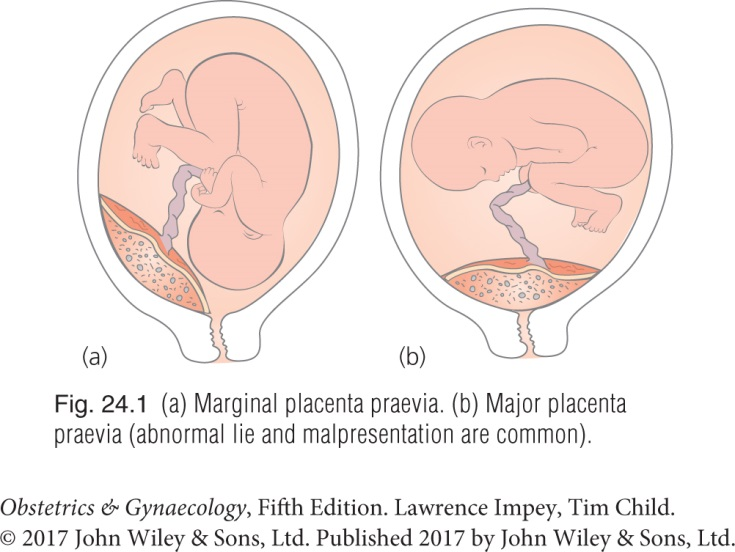 (a)
(b)
Fig. 24.1 (a) Marginal placenta praevia. (b) Major placenta
praevia (abnormal lie and malpresentation are common).
Obstetrics & Gynaecology, Fifth Edition. Lawrence Impey, Tim Child.
© 2017 John Wiley & Sons, Ltd. Published 2017 by John Wiley & Sons, Ltd.